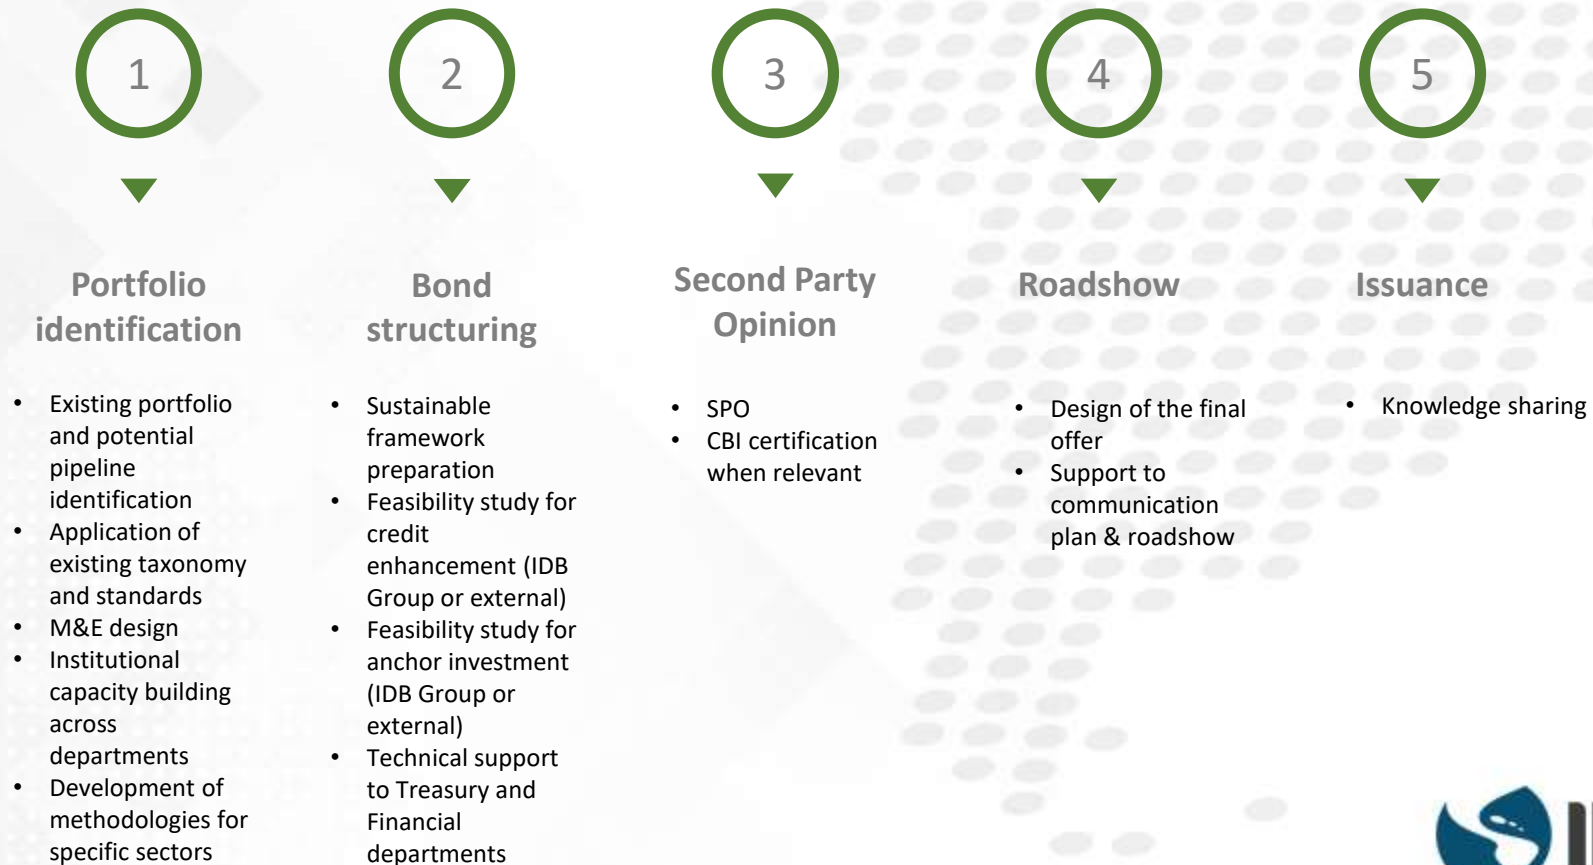 1
2
3
4
5
Portfolio
identification
• Existing portfolio
and potential
pipeline
identification
• Application of
existing taxonomy
and standards
• M&E design
• Institutional
capacity building
across
departments
• Development of
methodologies for
specific sectors
Bond
structuring
• Sustainable
framework
preparation
• Feasibility study for
credit
enhancement (IDB
Group or external)
• Feasibility study for
anchor investment
(IDB Group or
external)
• Technical support
to Treasury and
Financial
departments
Second Party
Opinion
• SPO
• CBI certification
when relevant
Roadshow
• Design of the final
offer
• Support to
communication
plan & roadshow
Issuance
• Knowledge sharing